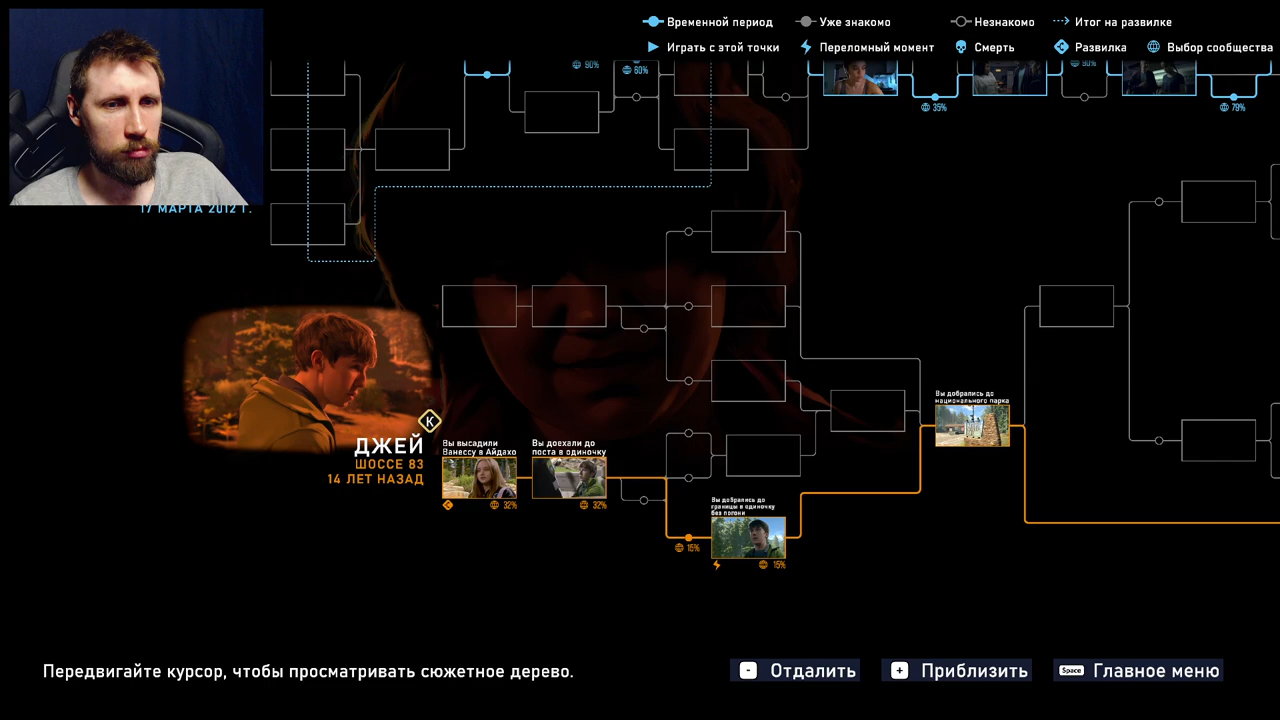 Временной период
Уже знакомо
Незнакомо
Итог на развилке
Играть с этой точки
Переломный момент
Смерть
Развилка
Выбор сообщества
90%
60%
90%
35%
79%
17 МАРТА 2012 Г.
Вы добрались до
национального парка
K
ДЖЕЙ
ШОССЕ 83
14 ЛЕТ НАЗАД
Вы высадили
Ванессу в Айдахо
Вы доехали до
поста в одиночку
32%
32%
Вы добрались до
границы в одиночку
без погони
15%
15%
Передвигайте курсор, чтобы просматривать сюжетное дерево.
- Отдалить
+ Приблизить
Space Главное меню